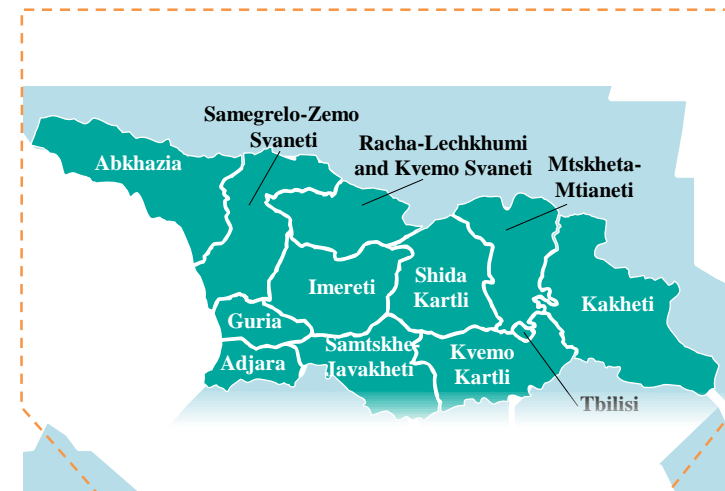 Samegrelo-Zemo
Svaneti
Racha-Lechkhumi
and Kvemo Svaneti
Mtskheta-
Mtianeti
Abkhazia
Imereti
Shida
Kartli
Kakheti
Guria
Adjara
Samtskhe-
Javakheti
Kvemo
Kartli
Tbilisi